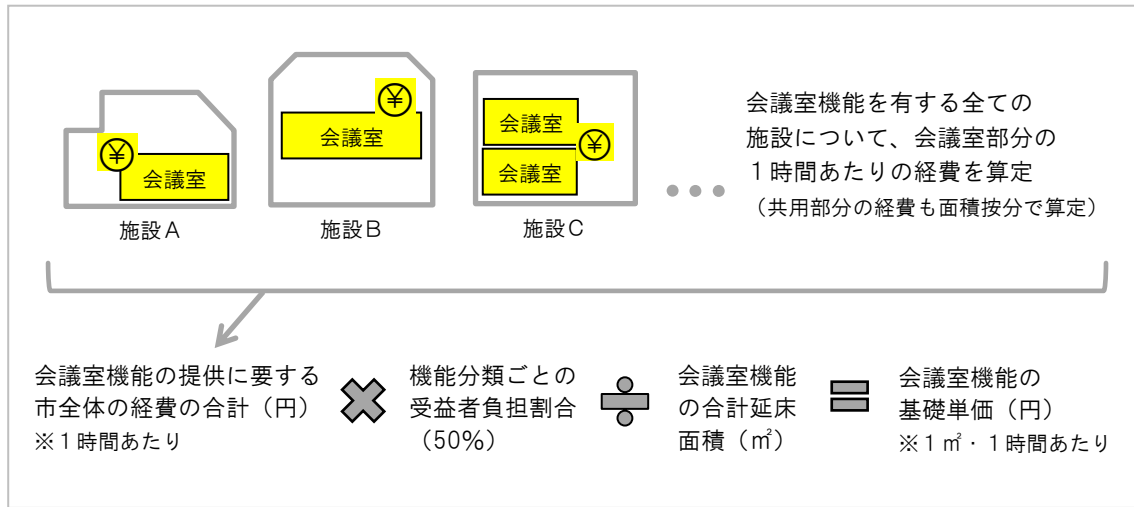 会議室
会議室
会議室
会議室
¥
¥
¥
施設A
施設B
施設C
会議室機能を有する全ての
施設について、会議室部分の
1時間あたりの経費を算定
（共用部分の経費も面積按分で算定）
会議室機能の提供に要する
市全体の経費の合計（円）
※1時間あたり
機能分類ごとの
受益者負担割合
（50％）
会議室機能
の合計延床
面積（㎡）
会議室機能の
基礎単価（円）
※1㎡・1時間あたり